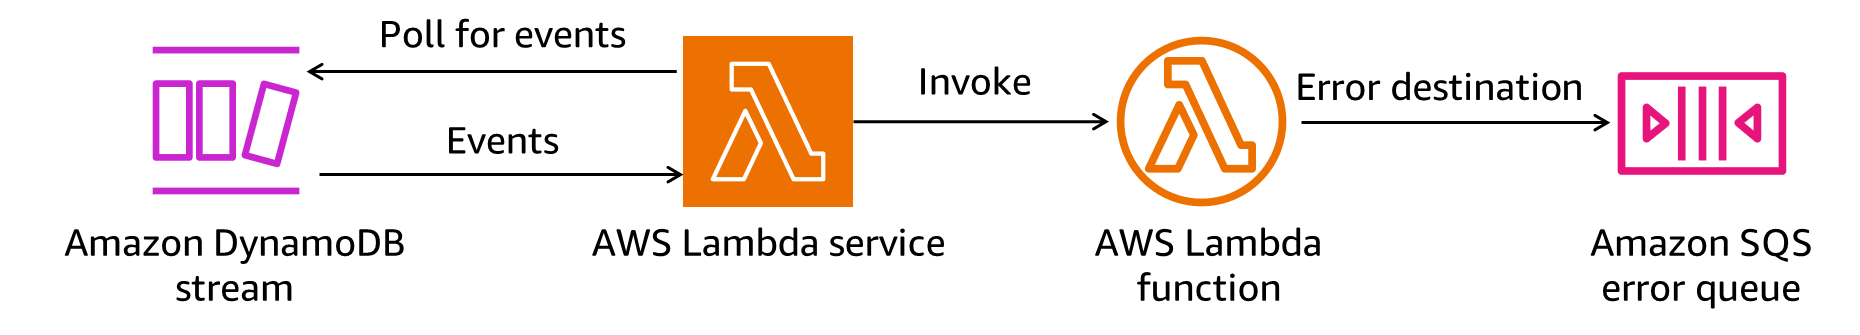 Poll for events
Events
Invoke
Error destination
Amazon DynamoDB
stream
AWS Lambda service
AWS Lambda
function
Amazon SQS
error queue